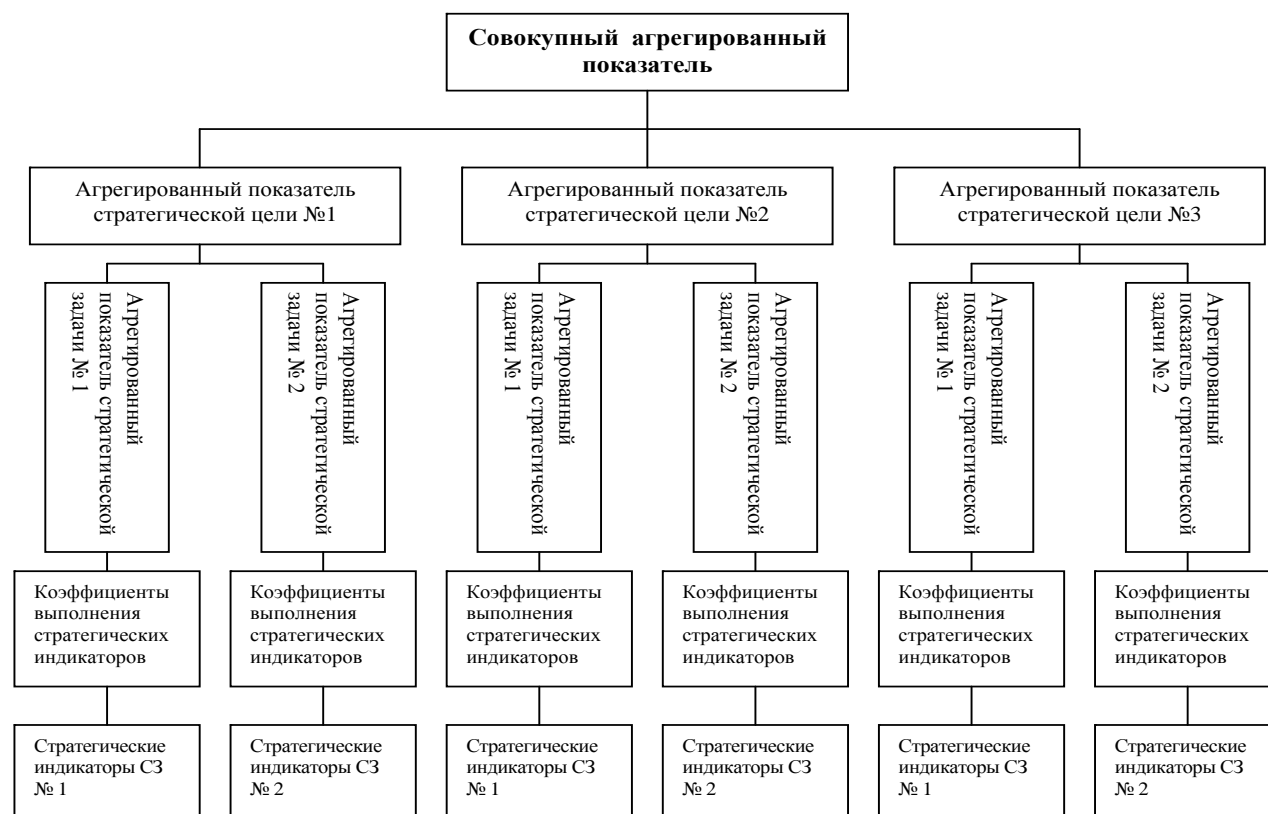 Совокупный агрегированный
показатель
Агрегированный показатель
стратегической цели №1
Агрегированный показатель
стратегической цели №2
Агрегированный показатель
стратегической цели №3
Агрегированный
показатель стратегической
задачи № 1
Агрегированный
показатель стратегической
задачи № 2
Агрегированный
показатель стратегической
задачи № 1
Агрегированный
показатель стратегической
задачи № 2
Агрегированный
показатель стратегической
задачи № 1
Агрегированный
показатель стратегической
задачи № 2
Коэффициенты
выполнения
стратегических
индикаторов
Коэффициенты
выполнения
стратегических
индикаторов
Коэффициенты
выполнения
стратегических
индикаторов
Коэффициенты
выполнения
стратегических
индикаторов
Коэффициенты
выполнения
стратегических
индикаторов
Коэффициенты
выполнения
стратегических
индикаторов
Стратегические
индикаторы СЗ
№ 1
Стратегические
индикаторы СЗ
№ 2
Стратегические
индикаторы СЗ
№ 1
Стратегические
индикаторы СЗ
№ 2
Стратегические
индикаторы СЗ
№ 1
Стратегические
индикаторы СЗ
№ 2